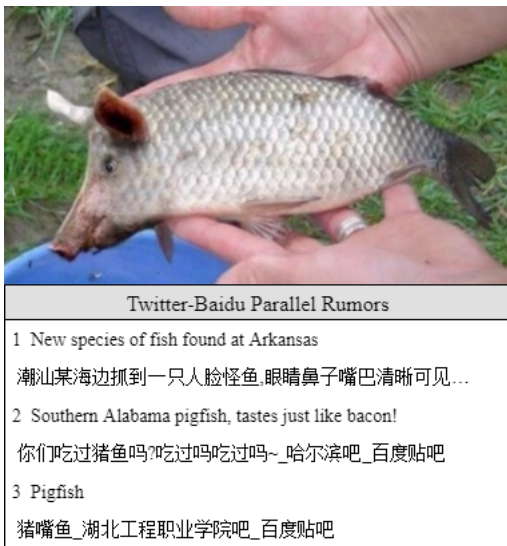 Twitter-Baidu Parallel Rumors
1 New species of fish found at Arkansas
潮汕某海边抓到一只人脸怪鱼,眼睛鼻子嘴巴清晰可见…
2 Southern Alabama pigfish, tastes just like bacon!
你们吃过猪鱼吗?吃过吗吃过吗~_哈尔滨吧_百度贴吧
3 Pigfish
猪嘴鱼_湖北工程职业学院吧_百度贴吧